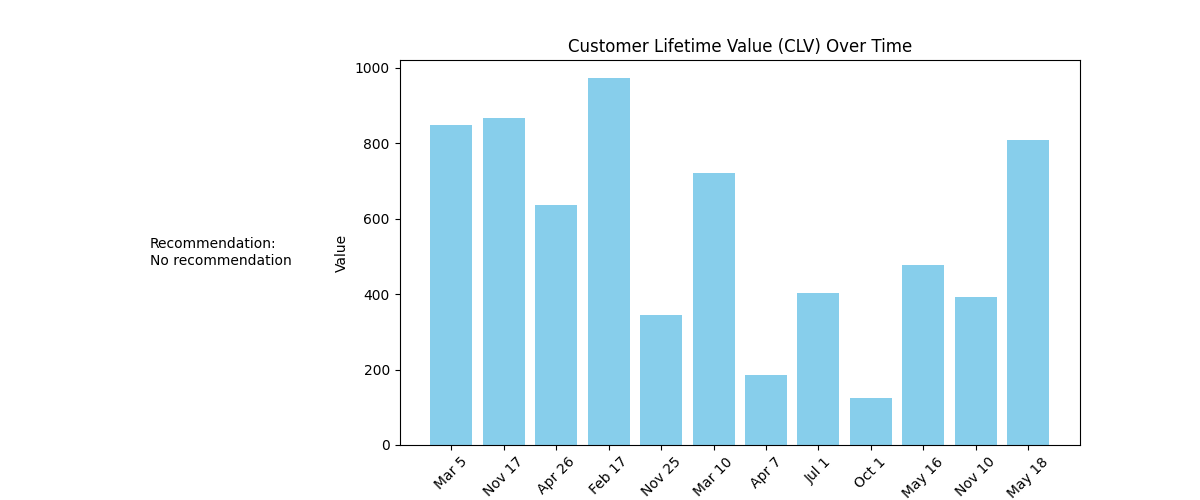 Customer Lifetime Value (CLV) Over Time
Recommendation:
No recommendation
Value
1000
800
600
400
200
0
Mar 5
Nov 17
Apr 26
Feb 17
Nov 25
Mar 10
Apr 7
Jul 1
Oct 1
May 16
Nov 10
May 18